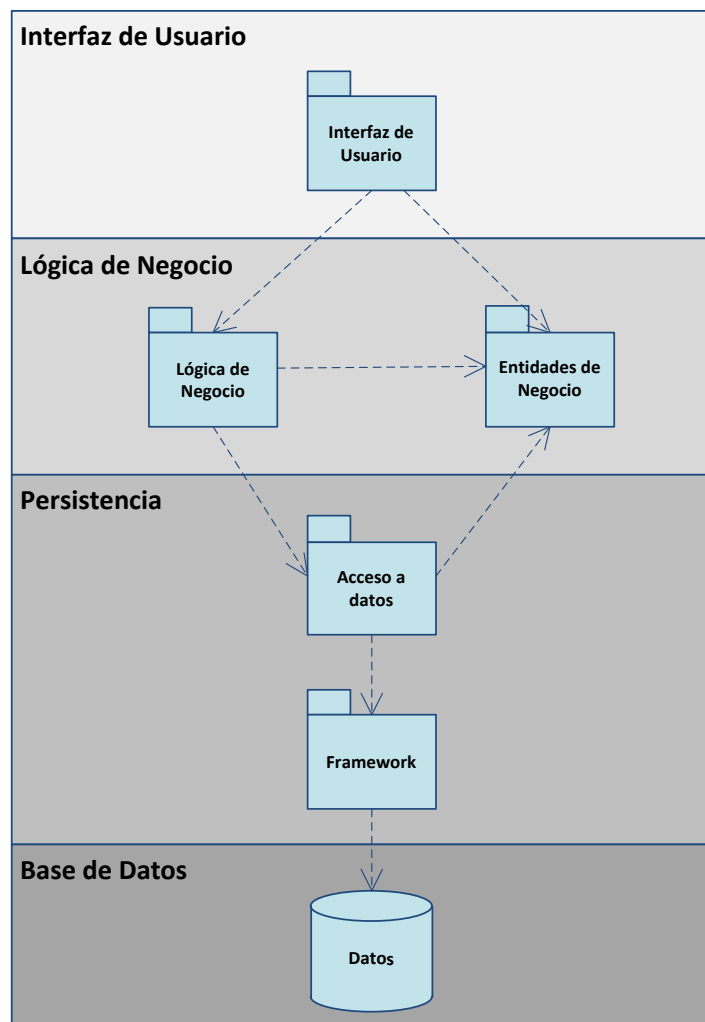 Interfaz de Usuario
Interfaz de
Usuario
Lógica de Negocio
Lógica de
Negocio
Entidades de
Negocio
Persistencia
Acceso a
datos
Framework
Base de Datos
Datos